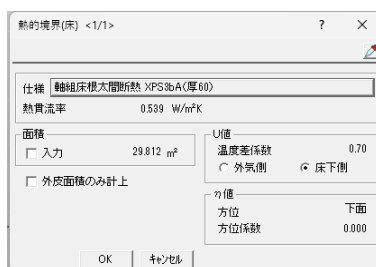 熱的境界(床) <1/1>
仕様 軸組床根太間断熱 XPS3bA(厚60)
熱貫流率 0.539 W/m²K
面積
入力 29.812 m²
外皮面積のみ計上
U値
温度差係数 0.70
外気側 床下側
η値
方位 下面
方位係数 0.000
OK キャンセル